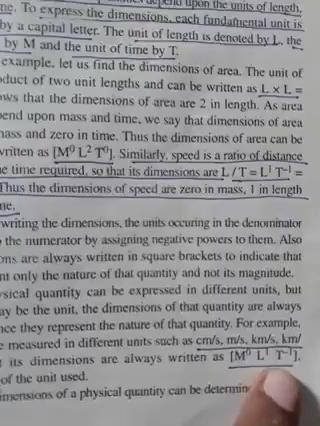 depend upon the units of length,
me. To express the dimensions, each fundamental unit is
by a capital letter. The unit of length is denoted by L, the
by M and the unit of time by T.
example, let us find the dimensions of area. The unit of
duct of two unit lengths and can be written as L × L =
ows that the dimensions of area are 2 in length. As area
pend upon mass and time, we say that dimensions of area
mass and zero in time. Thus the dimensions of area can be
written as [M⁰ L² T⁰]. Similarly, speed is a ratio of distance
he time required, so that its dimensions are L / T = L¹ T⁻¹ =
Thus the dimensions of speed are zero in mass, 1 in length
me.
writing the dimensions, the units occuring in the denominator
the numerator by assigning negative powers to them. Also
ons are always written in square brackets to indicate that
nt only the nature of that quantity and not its magnitude.
ysical quantity can be expressed in different units, but
ay be the unit, the dimensions of that quantity are always
nce they represent the nature of that quantity. For example,
e measured in different units such as cm/s, m/s, km/s, km/
its dimensions are always written as [M⁰ L¹ T⁻¹].
of the unit used.
imensions of a physical quantity can be determin